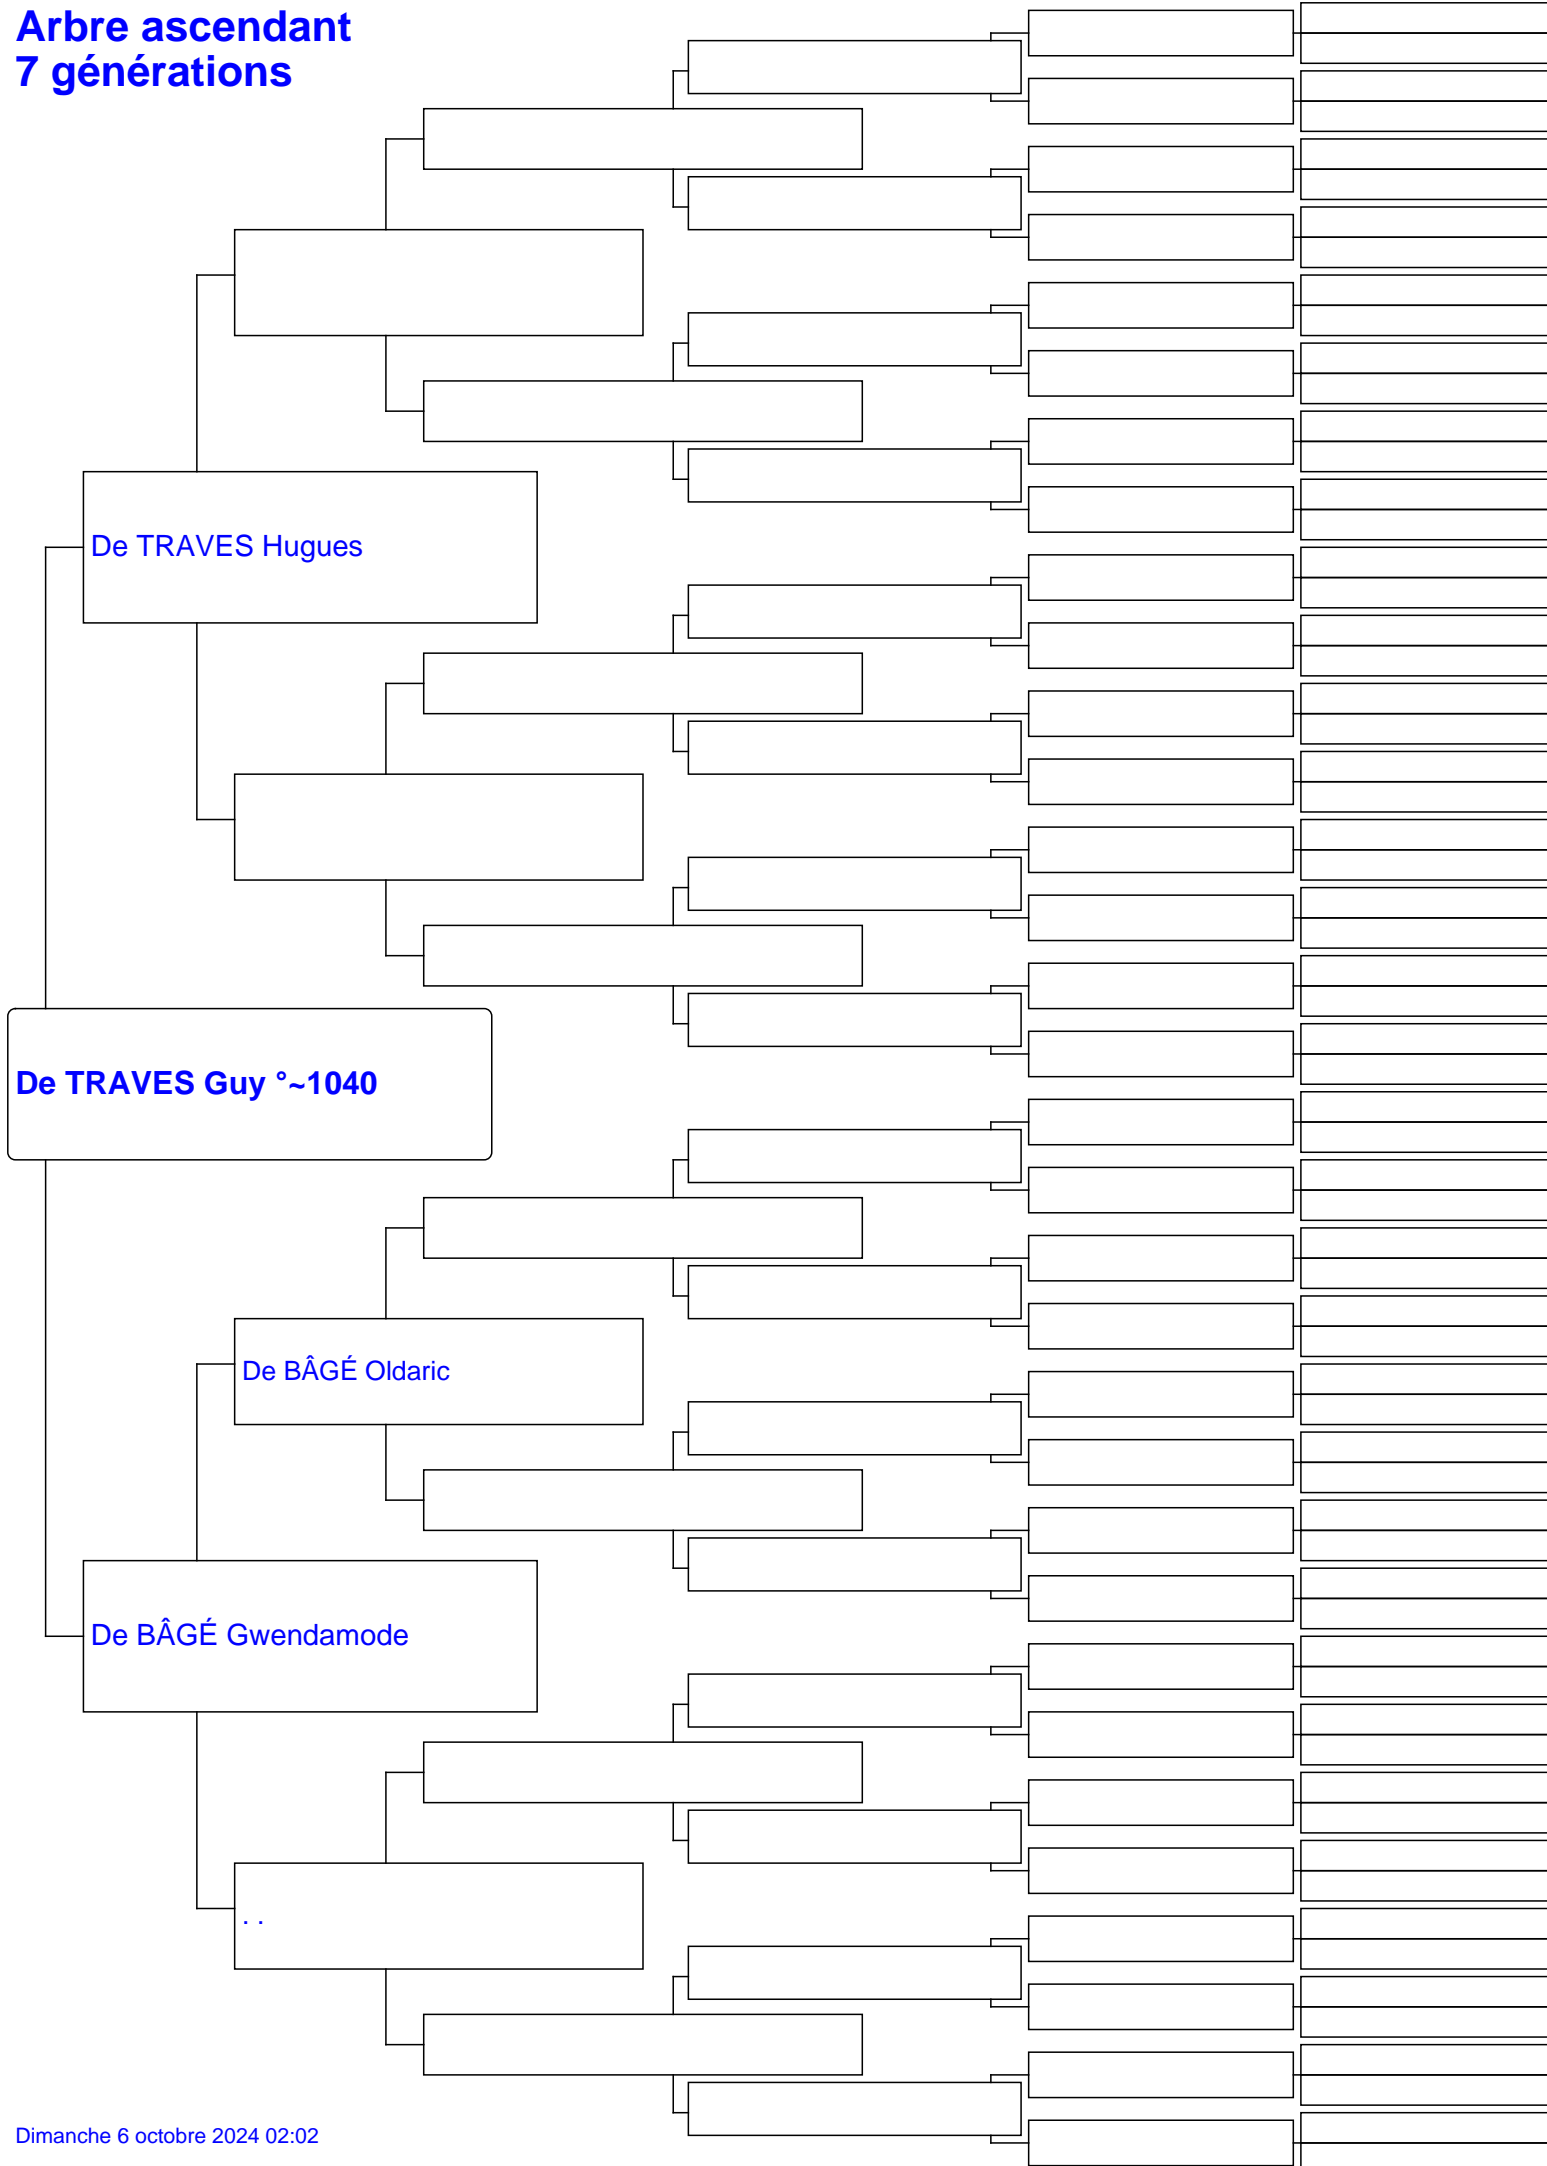 Arbre ascendant
7 générations
De TRAVES Hugues
De TRAVES Guy °~1040
De BÂGÉ Oldaric
De BÂGÉ Gwendamode
. .
Dimanche 6 octobre 2024 02:02